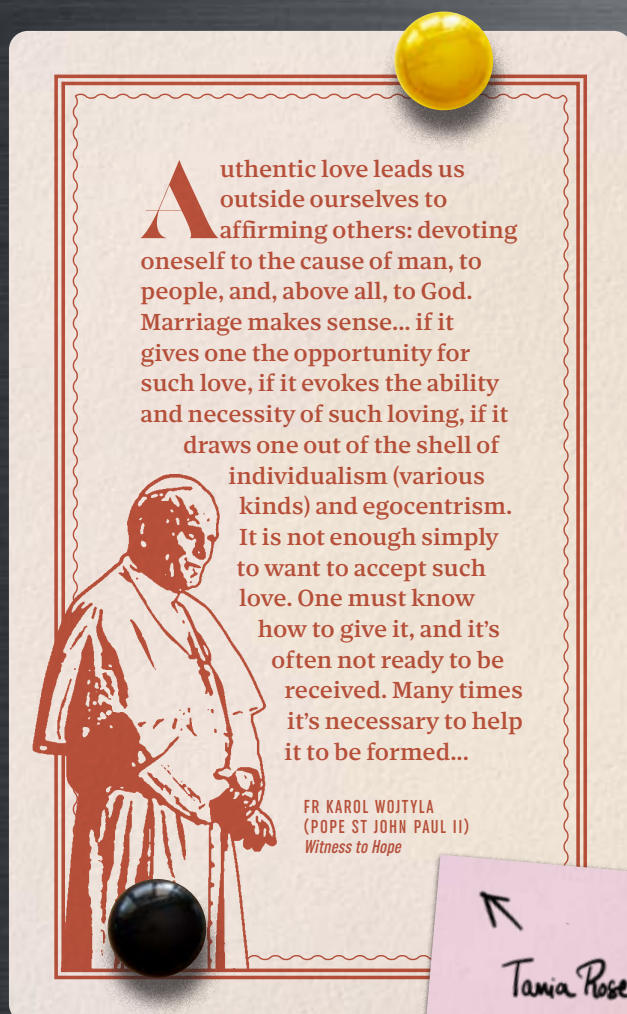 Authentic love leads us
outside ourselves to
affirming others: devoting
oneself to the cause of man, to
people, and, above all, to God.
Marriage makes sense... if it
gives one the opportunity for
such love, if it evokes the ability
and necessity of such loving, if it
draws one out of the shell of
individualism (various
kinds) and egocentrism.
It is not enough simply
to want to accept such
love. One must know
how to give it, and it’s
often not ready to be
received. Many times
it’s necessary to help
it to be formed...
FR KAROL WOJTYLA
(POPE ST JOHN PAUL II)
Witness to Hope
Tania Rose